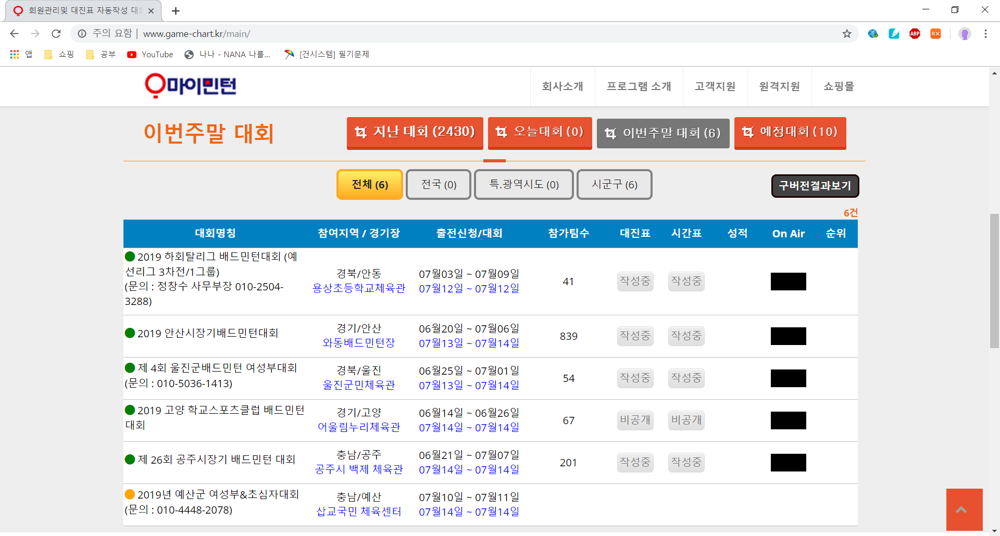 회원관리및 대진표 자동작성 대회
주의 요함 | www.game-chart.kr/main/
ABP
EX
앱
쇼핑
공부
YouTube
나나 - NANA 나를...
[건시스템] 필기문제
마이민턴
회사소개
프로그램 소개
고객지원
원격지원
쇼핑몰
이번주말 대회
지난 대회 (2430)
오늘대회 (0)
이번주말 대회 (6)
예정대회 (10)
전체 (6)
전국 (0)
특.광역시도 (0)
시군구 (6)
구버전결과보기
6건
대회명칭 참여지역 / 경기장 출전신청/대회 참가팀수 대진표 시간표 성적 On Air 순위
2019 하회탈리그 배드민턴대회 (예
선리그 3차전/1그룹)
(문의 : 정창수 사무부장 010-2504-
3288)
경북/안동
용상초등학교체육관
07월03일 ~ 07월09일
07월12일 ~ 07월12일
41
작성중
작성중
2019 안산시장기배드민턴대회
경기/안산
와동배드민턴장
06월20일 ~ 07월06일
07월13일 ~ 07월14일
839
작성중
작성중
제 4회 울진군배드민턴 여성부대회
(문의 : 010-5036-1413)
경북/울진
울진군민체육관
06월25일 ~ 07월01일
07월13일 ~ 07월14일
54
작성중
작성중
2019 고양 학교스포츠클럽 배드민턴
대회
경기/고양
어울림누리체육관
06월14일 ~ 06월26일
07월14일 ~ 07월14일
67
비공개
비공개
제 26회 공주시장기 배드민턴 대회
충남/공주
공주시 백제 체육관
06월21일 ~ 07월07일
07월14일 ~ 07월14일
201
작성중
작성중
2019년 예산군 여성부&초심자대회
(문의 : 010-4448-2078)
충남/예산
삽교국민 체육센터
07월10일 ~ 07월11일
07월14일 ~ 07월14일